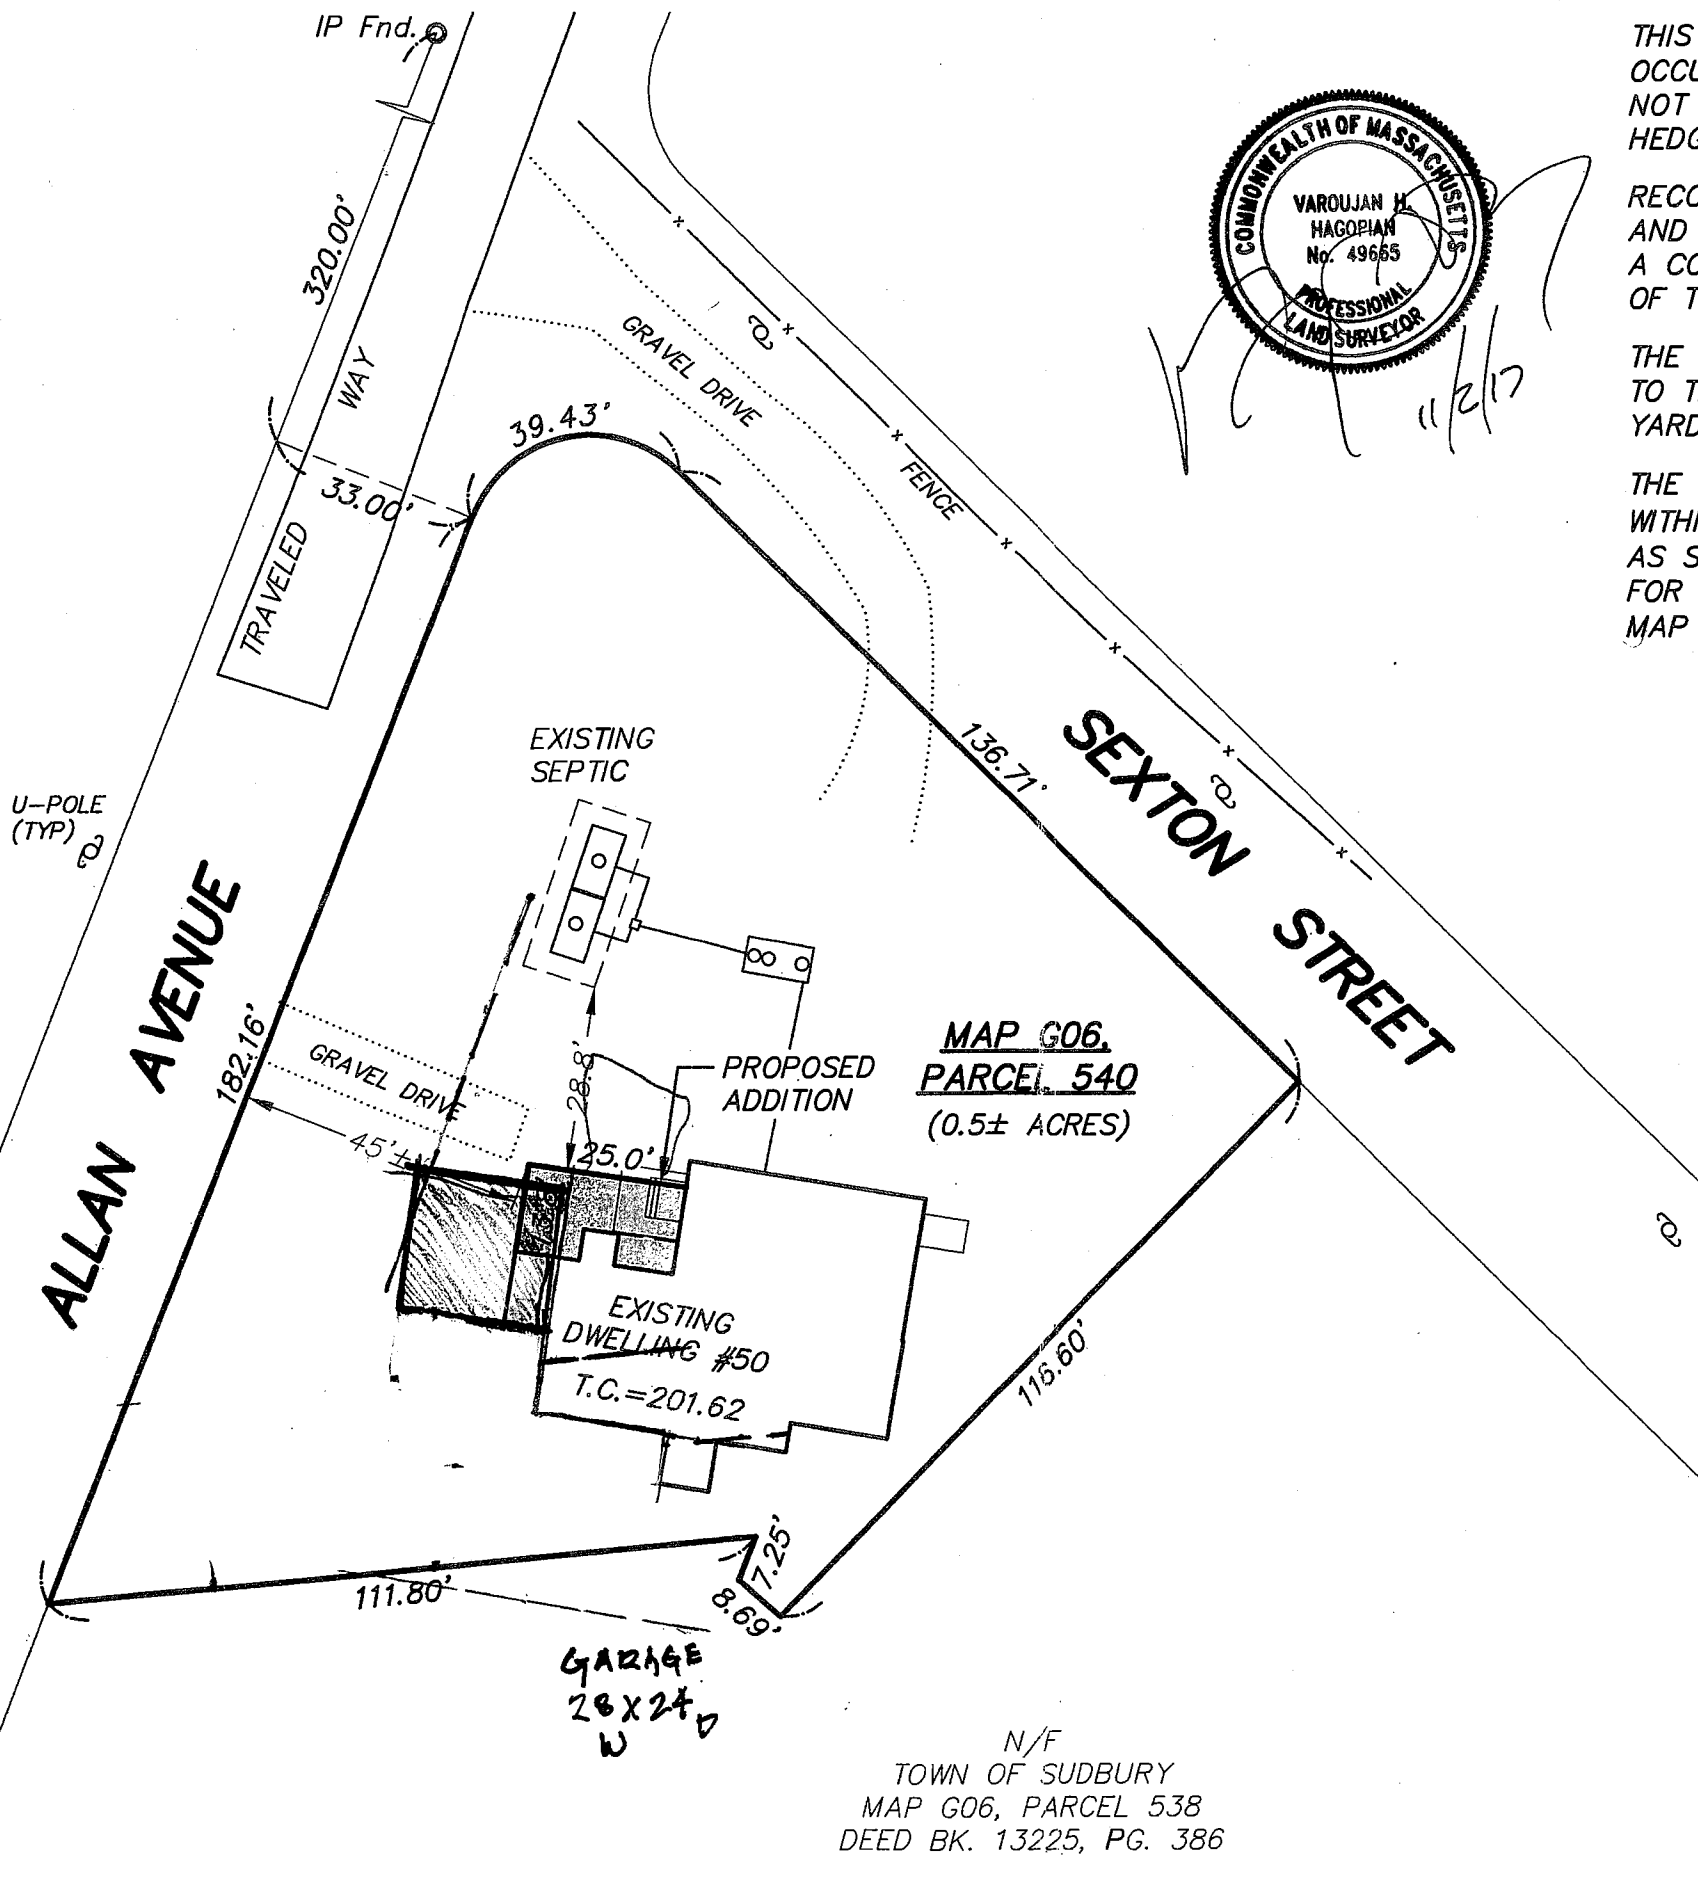 IP Fnd.
320.00'
TRAVELED WAY
33.00'
39.43'
GRAVEL DRIVE
FENCE
COMMONWEALTH OF MASSACHUSETTS
VAROUJAN H.
HAGOPIAN
No. 49665
PROFESSIONAL
LAND SURVEYOR
11/2/17
THIS
OCCU
NOT
HEDG
RECO
AND
A CO
OF T
THE
TO T
YARD
THE
WITHI
AS S
FOR
MAP
136.71'
SEXTON STREET
EXISTING
SEPTIC
U-POLE
(TYP)
ALLAN AVENUE
182.16'
GRAVEL DRIVE
45'±
28.8'
25.0'
PROPOSED
ADDITION
MAP G06,
PARCEL 540
(0.5± ACRES)
EXISTING
DWELLING #50
T.C.=201.62
116.60'
7.25'
8.69'
111.80'
GARAGE
28 X 24 D
W
N/F
TOWN OF SUDBURY
MAP G06, PARCEL 538
DEED BK. 13225, PG. 386